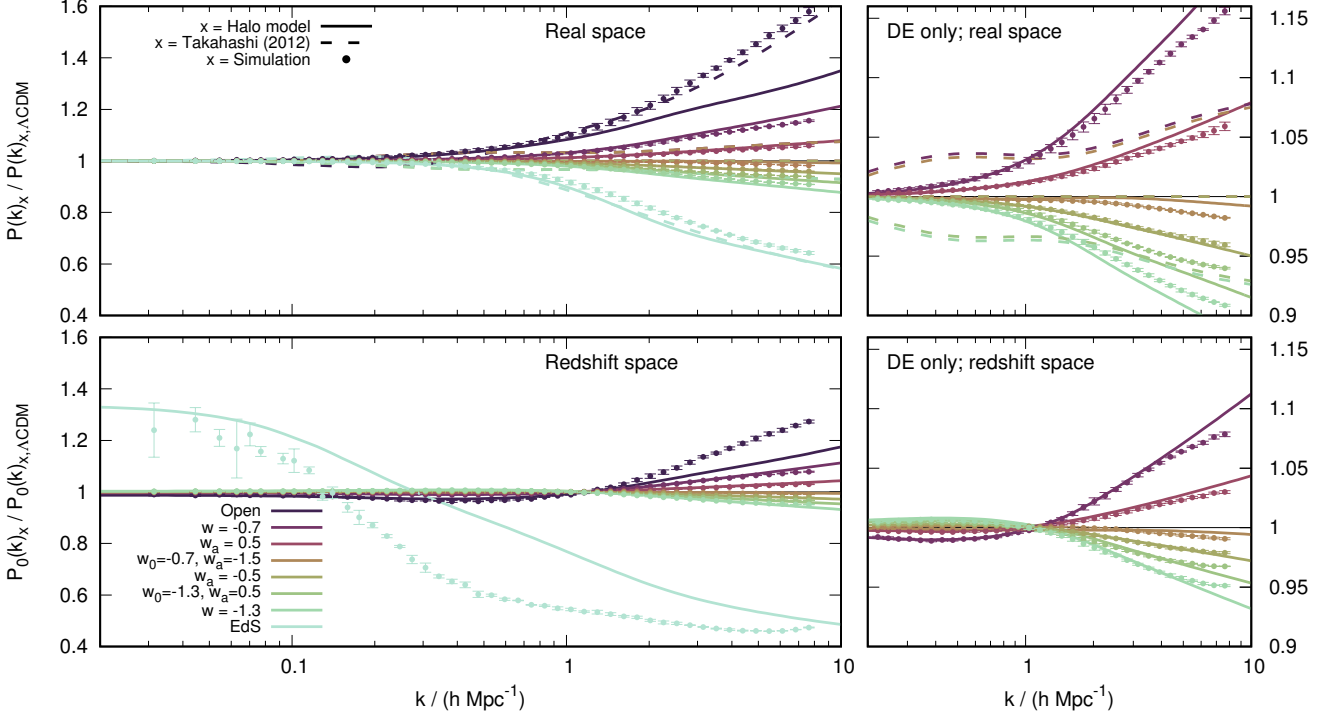 1.6
1.4
1.2
1
0.8
0.6
0.4
P(k)x / P(k)x,ΛCDM
x = Halo model
x = Takahashi (2012)
x = Simulation
Real space
DE only; real space
1.15
1.1
1.05
1
0.95
0.9
1.6
1.4
1.2
1
0.8
0.6
0.4
P0(k)x / P0(k)x,ΛCDM
Redshift space
Open
w = -0.7
wa = 0.5
w0=-0.7, wa=-1.5
wa = -0.5
w0=-1.3, wa=0.5
w = -1.3
EdS
0.1
1
10
k / (h Mpc-1)
DE only; redshift space
1.15
1.1
1.05
1
0.95
0.9
1
10
k / (h Mpc-1)